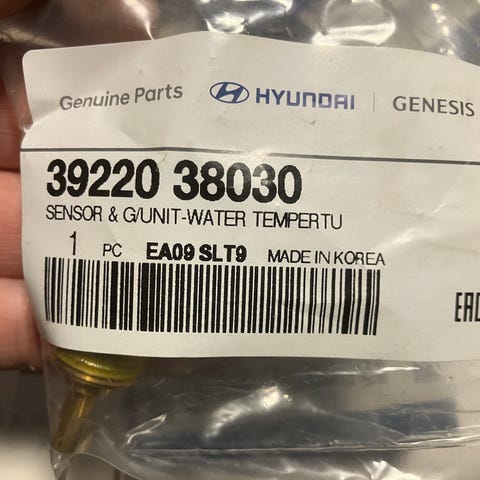 Genuine Parts HYUNDAI | GENESIS
39220 38030
SENSOR & G/UNIT-WATER TEMPERTU
1 PC EA09 SLT9 MADE IN KOREA
EAC